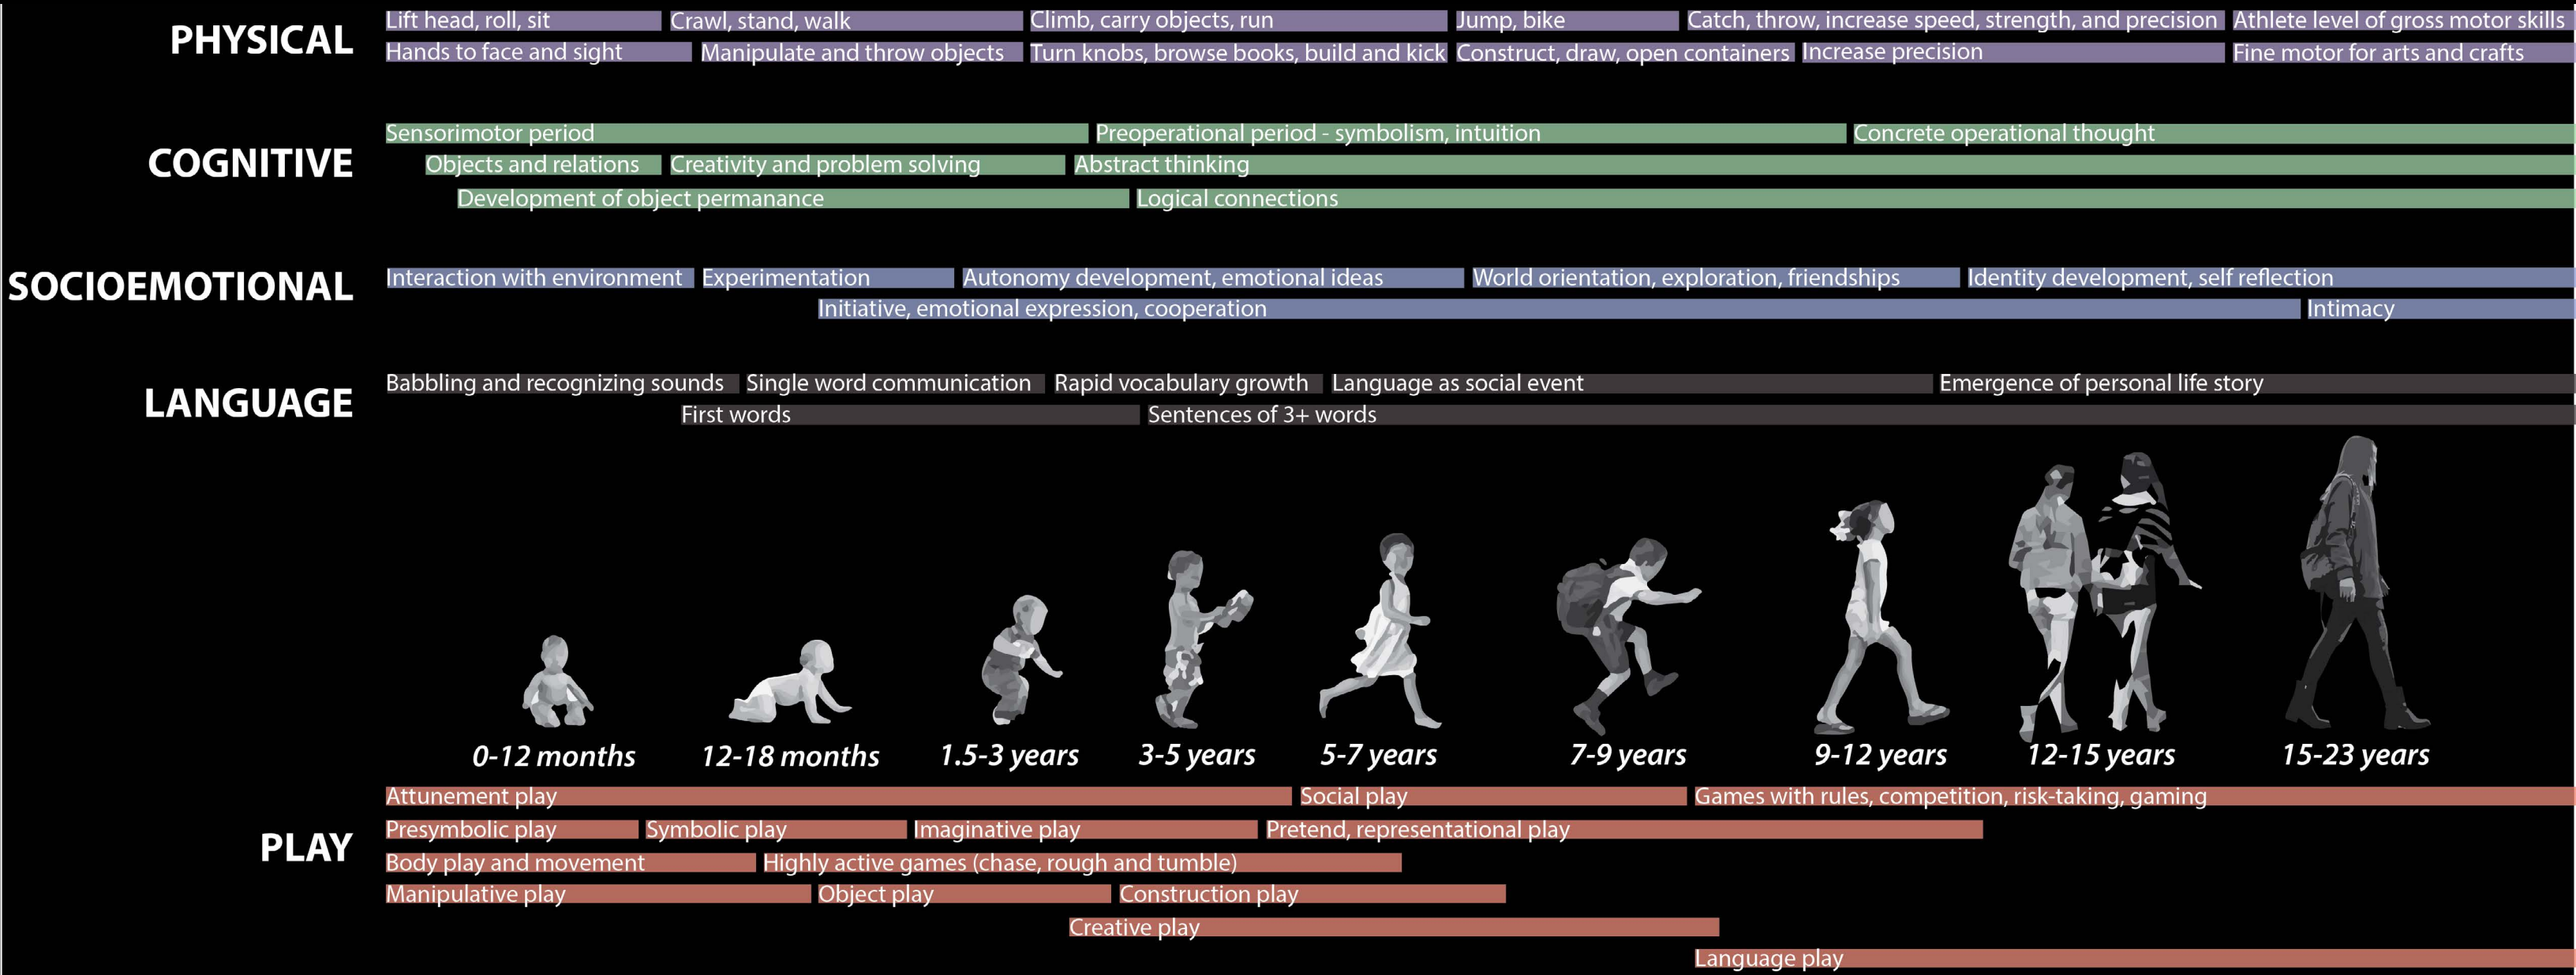 PHYSICAL
Lift head, roll, sit
Crawl, stand, walk
Climb, carry objects, run
Jump, bike
Catch, throw, increase speed, strength, and precision
Athlete level of gross motor skills
Hands to face and sight
Manipulate and throw objects
Turn knobs, browse books, build and kick
Construct, draw, open containers
Increase precision
Fine motor for arts and crafts
COGNITIVE
Sensorimotor period
Preoperational period - symbolism, intuition
Concrete operational thought
Objects and relations
Creativity and problem solving
Abstract thinking
Development of object permanance
Logical connections
SOCIOEMOTIONAL
Interaction with environment
Experimentation
Autonomy development, emotional ideas
World orientation, exploration, friendships
Identity development, self reflection
Initiative, emotional expression, cooperation
Intimacy
LANGUAGE
Babbling and recognizing sounds
Single word communication
Rapid vocabulary growth
Language as social event
Emergence of personal life story
First words
Sentences of 3+ words
0-12 months
12-18 months
1.5-3 years
3-5 years
5-7 years
7-9 years
9-12 years
12-15 years
15-23 years
PLAY
Attunement play
Social play
Games with rules, competition, risk-taking, gaming
Presymbolic play
Symbolic play
Imaginative play
Pretend, representational play
Body play and movement
Highly active games (chase, rough and tumble)
Manipulative play
Object play
Construction play
Creative play
Language play